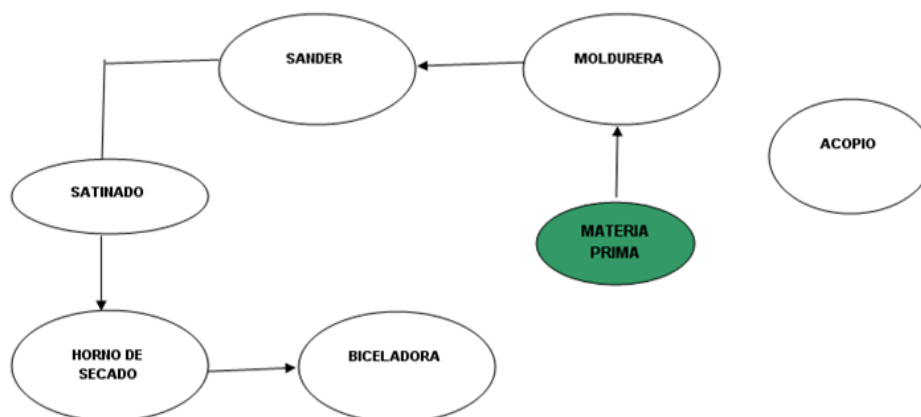 SANDER
MOLDURERA
ACOPIO
SATINADO
MATERIA
PRIMA
HORNO DE
SECADO
BICELADORA